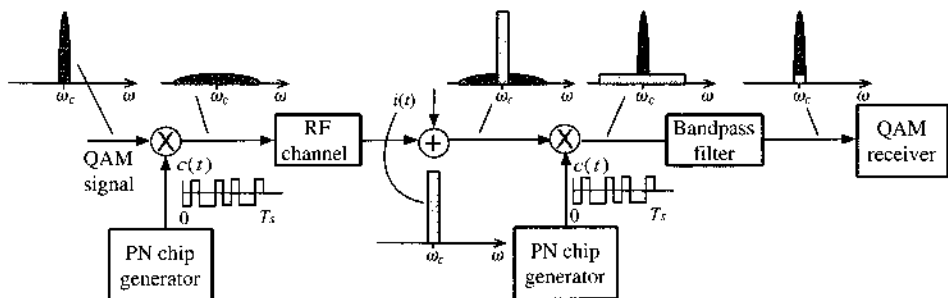 ω_c ω
ω_c ω
ω_c ω
ω_c ω
ω_c ω
i(t)
RF
channel
+
X
X
Bandpass
filter
QAM
receiver
QAM
signal
c(t)
0 T_s
PN chip
generator
ω_c ω
c(t)
0 T_s
PN chip
generator